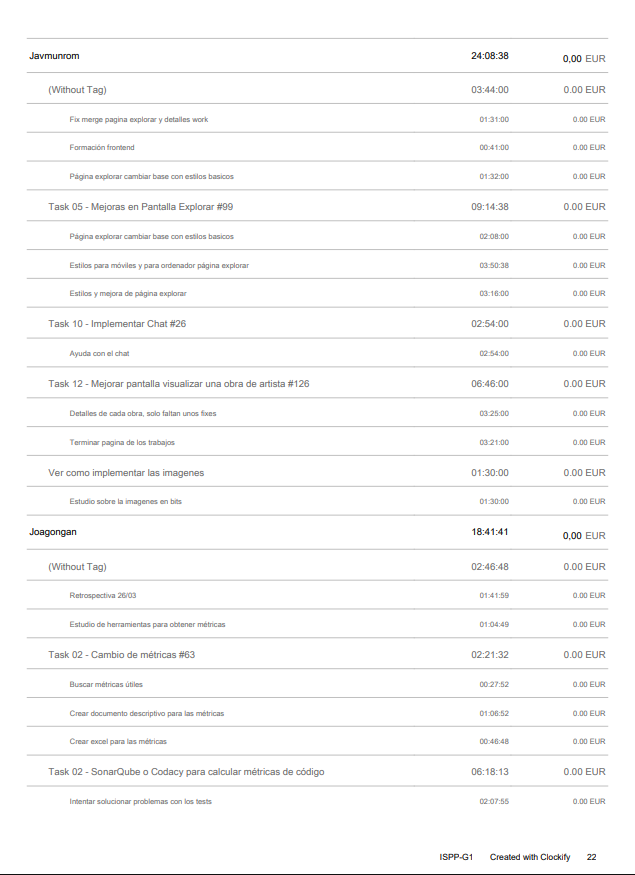 Javmunrom 24:08:38 0,00 EUR
(Without Tag) 03:44:00 0.00 EUR
Fix merge pagina explorar y detalles work 01:31:00 0.00 EUR
Formación frontend 00:41:00 0.00 EUR
Página explorar cambiar base con estilos basicos 01:32:00 0.00 EUR
Task 05 - Mejoras en Pantalla Explorar #99 09:14:38 0.00 EUR
Página explorar cambiar base con estilos basicos 02:08:00 0.00 EUR
Estilos para móviles y para ordenador página explorar 03:50:38 0.00 EUR
Estilos y mejora de página explorar 03:16:00 0.00 EUR
Task 10 - Implementar Chat #26 02:54:00 0.00 EUR
Ayuda con el chat 02:54:00 0.00 EUR
Task 12 - Mejorar pantalla visualizar una obra de artista #126 06:46:00 0.00 EUR
Detalles de cada obra, solo faltan unos fixes 03:25:00 0.00 EUR
Terminar pagina de los trabajos 03:21:00 0.00 EUR
Ver como implementar las imagenes 01:30:00 0.00 EUR
Estudio sobre la imagenes en bits 01:30:00 0.00 EUR
Joagongan 18:41:41 0,00 EUR
(Without Tag) 02:46:48 0.00 EUR
Retrospectiva 26/03 01:41:59 0.00 EUR
Estudio de herramientas para obtener métricas 01:04:49 0.00 EUR
Task 02 - Cambio de métricas #63 02:21:32 0.00 EUR
Buscar métricas útiles 00:27:52 0.00 EUR
Crear documento descriptivo para las métricas 01:06:52 0.00 EUR
Crear excel para las métricas 00:46:48 0.00 EUR
Task 02 - SonarQube o Codacy para calcular métricas de código 06:18:13 0.00 EUR
Intentar solucionar problemas con los tests 02:07:55 0.00 EUR
ISPP-G1 Created with Clockify 22